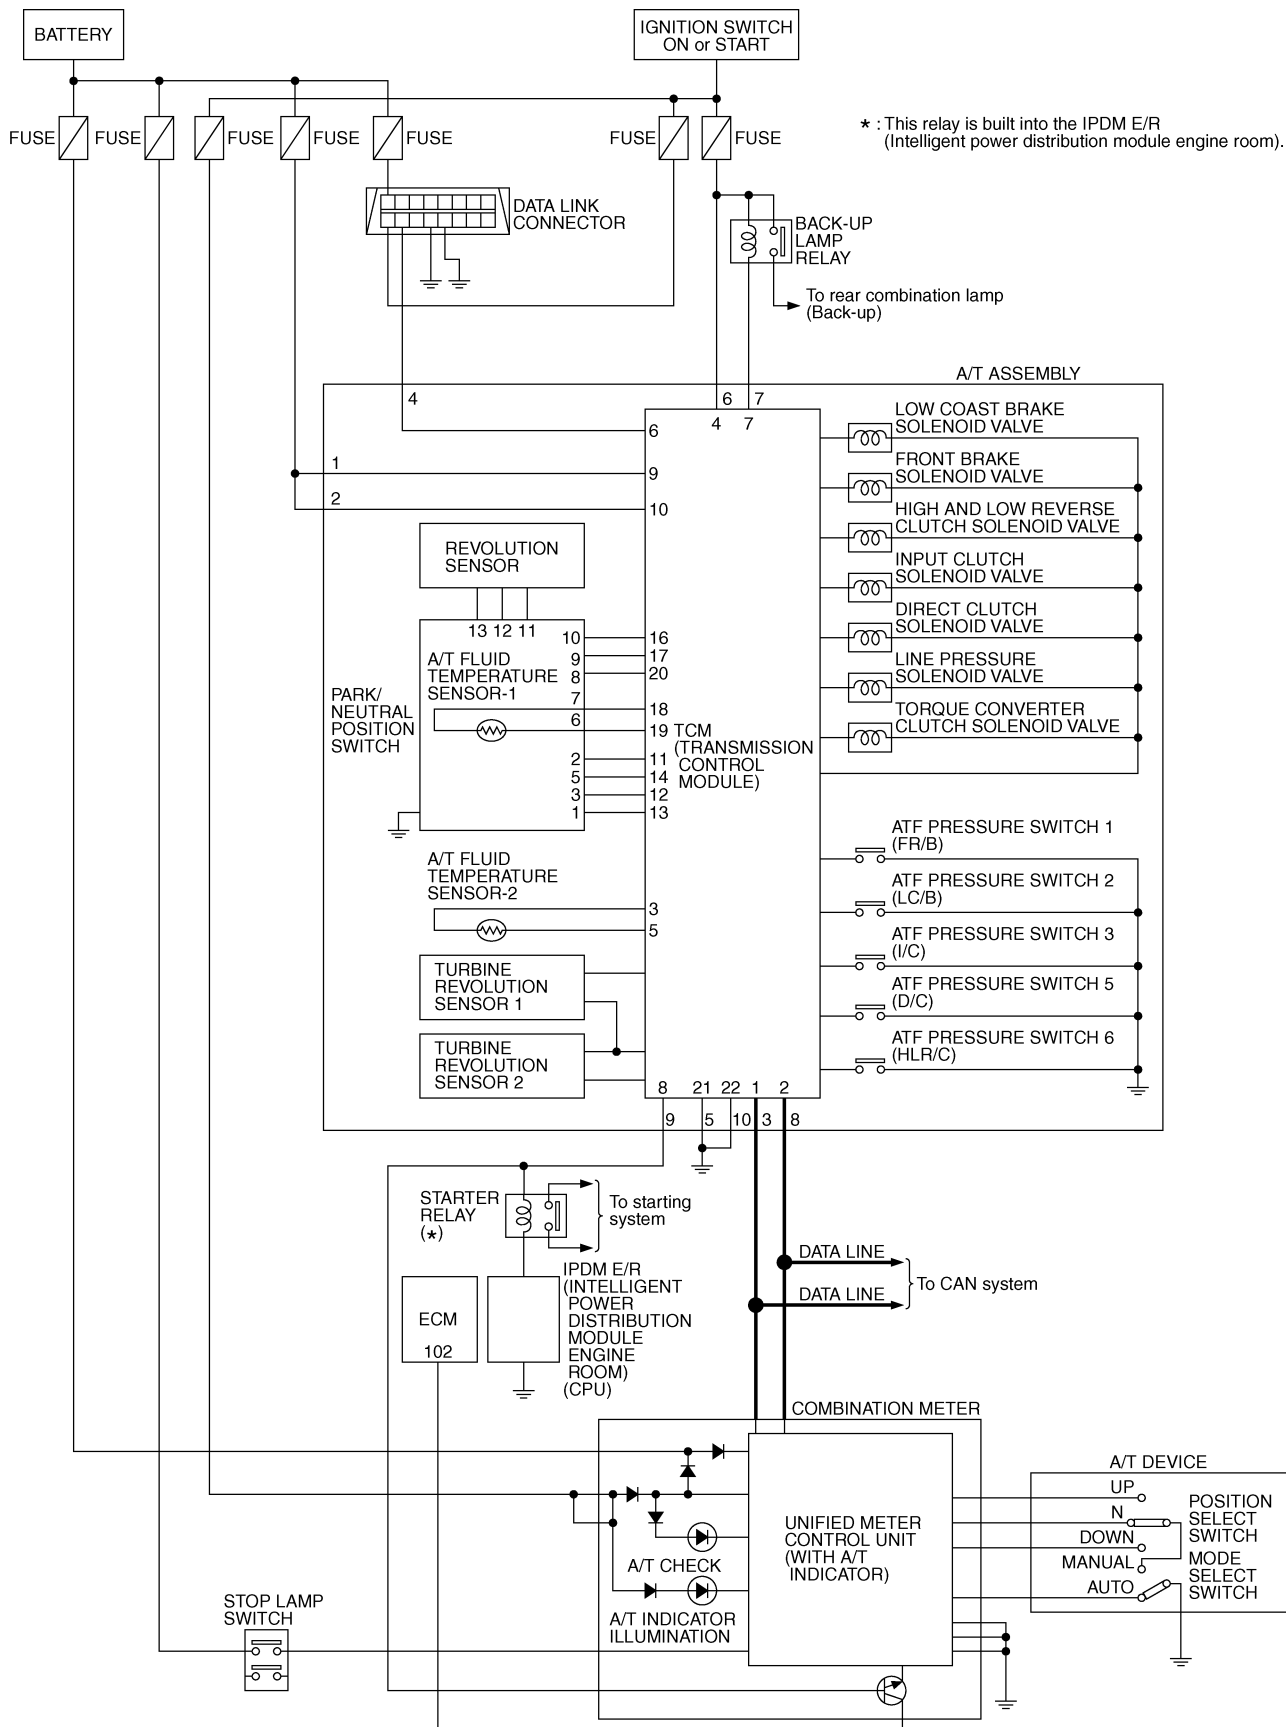 BATTERY
IGNITION SWITCH
ON or START
FUSE
FUSE
FUSE
FUSE
FUSE
FUSE
FUSE
* : This relay is built into the IPDM E/R
(Intelligent power distribution module engine room).
DATA LINK
CONNECTOR
BACK-UP
LAMP
RELAY
To rear combination lamp
(Back-up)
A/T ASSEMBLY
4
6 7
4 7
6
1
9
2
10
LOW COAST BRAKE
SOLENOID VALVE
FRONT BRAKE
SOLENOID VALVE
HIGH AND LOW REVERSE
CLUTCH SOLENOID VALVE
INPUT CLUTCH
SOLENOID VALVE
DIRECT CLUTCH
SOLENOID VALVE
LINE PRESSURE
SOLENOID VALVE
TORQUE CONVERTER
CLUTCH SOLENOID VALVE
REVOLUTION
SENSOR
13 12 11
10 16
9 17
8 20
7 18
6 19
2 11
5 14
3 12
1 13
A/T FLUID
TEMPERATURE
SENSOR-1
PARK/
NEUTRAL
POSITION
SWITCH
TCM
(TRANSMISSION
CONTROL
MODULE)
A/T FLUID
TEMPERATURE
SENSOR-2
3
5
TURBINE
REVOLUTION
SENSOR 1
TURBINE
REVOLUTION
SENSOR 2
ATF PRESSURE SWITCH 1
(FR/B)
ATF PRESSURE SWITCH 2
(LC/B)
ATF PRESSURE SWITCH 3
(I/C)
ATF PRESSURE SWITCH 5
(D/C)
ATF PRESSURE SWITCH 6
(HLR/C)
8 21 22 1 2
9 5 10 3 8
STARTER
RELAY
(*)
To starting
system
ECM
102
IPDM E/R
(INTELLIGENT
POWER
DISTRIBUTION
MODULE
ENGINE
ROOM)
(CPU)
DATA LINE
DATA LINE
To CAN system
COMBINATION METER
A/T CHECK
A/T INDICATOR
ILLUMINATION
UNIFIED METER
CONTROL UNIT
(WITH A/T
INDICATOR)
A/T DEVICE
UP
N
DOWN
MANUAL
AUTO
POSITION
SELECT
SWITCH
MODE
SELECT
SWITCH
STOP LAMP
SWITCH